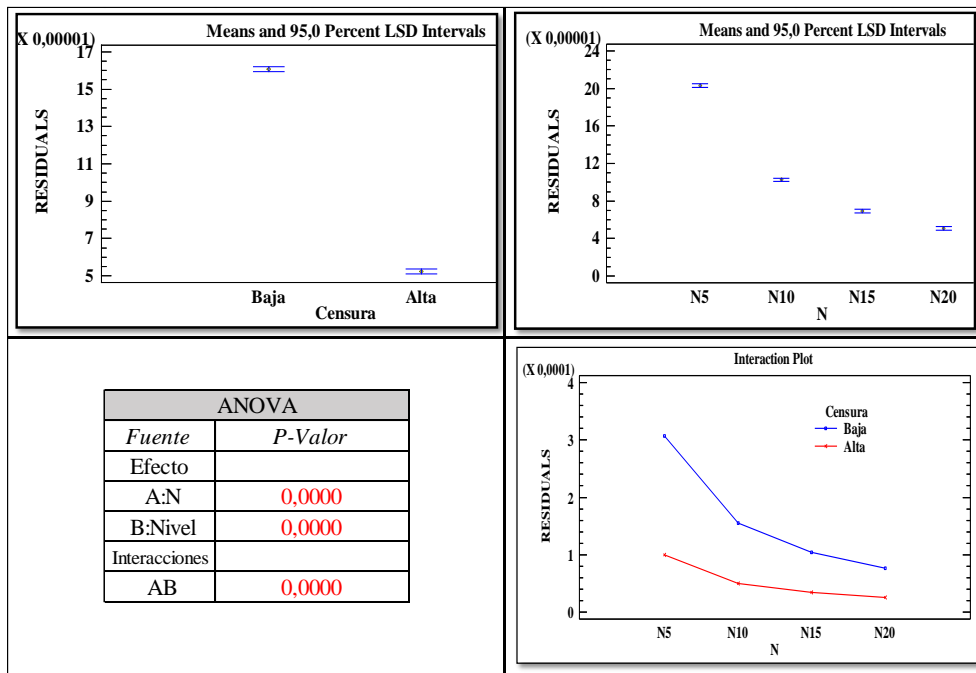 Means and 95,0 Percent LSD Intervals
X 0,00001)
17
15
13
11
9
7
5
RESIDUALS
Baja
Alta
Censura
Means and 95,0 Percent LSD Intervals
(X 0,00001)
24
20
16
12
8
4
0
RESIDUALS
N5
N10
N15
N20
N
ANOVA
Fuente
P-Valor
Efecto
A:N
0,0000
B:Nivel
0,0000
Interacciones
AB
0,0000
Interaction Plot
(X 0,0001)
4
3
2
1
0
RESIDUALS
Censura
Baja
Alta
N5
N10
N15
N20
N